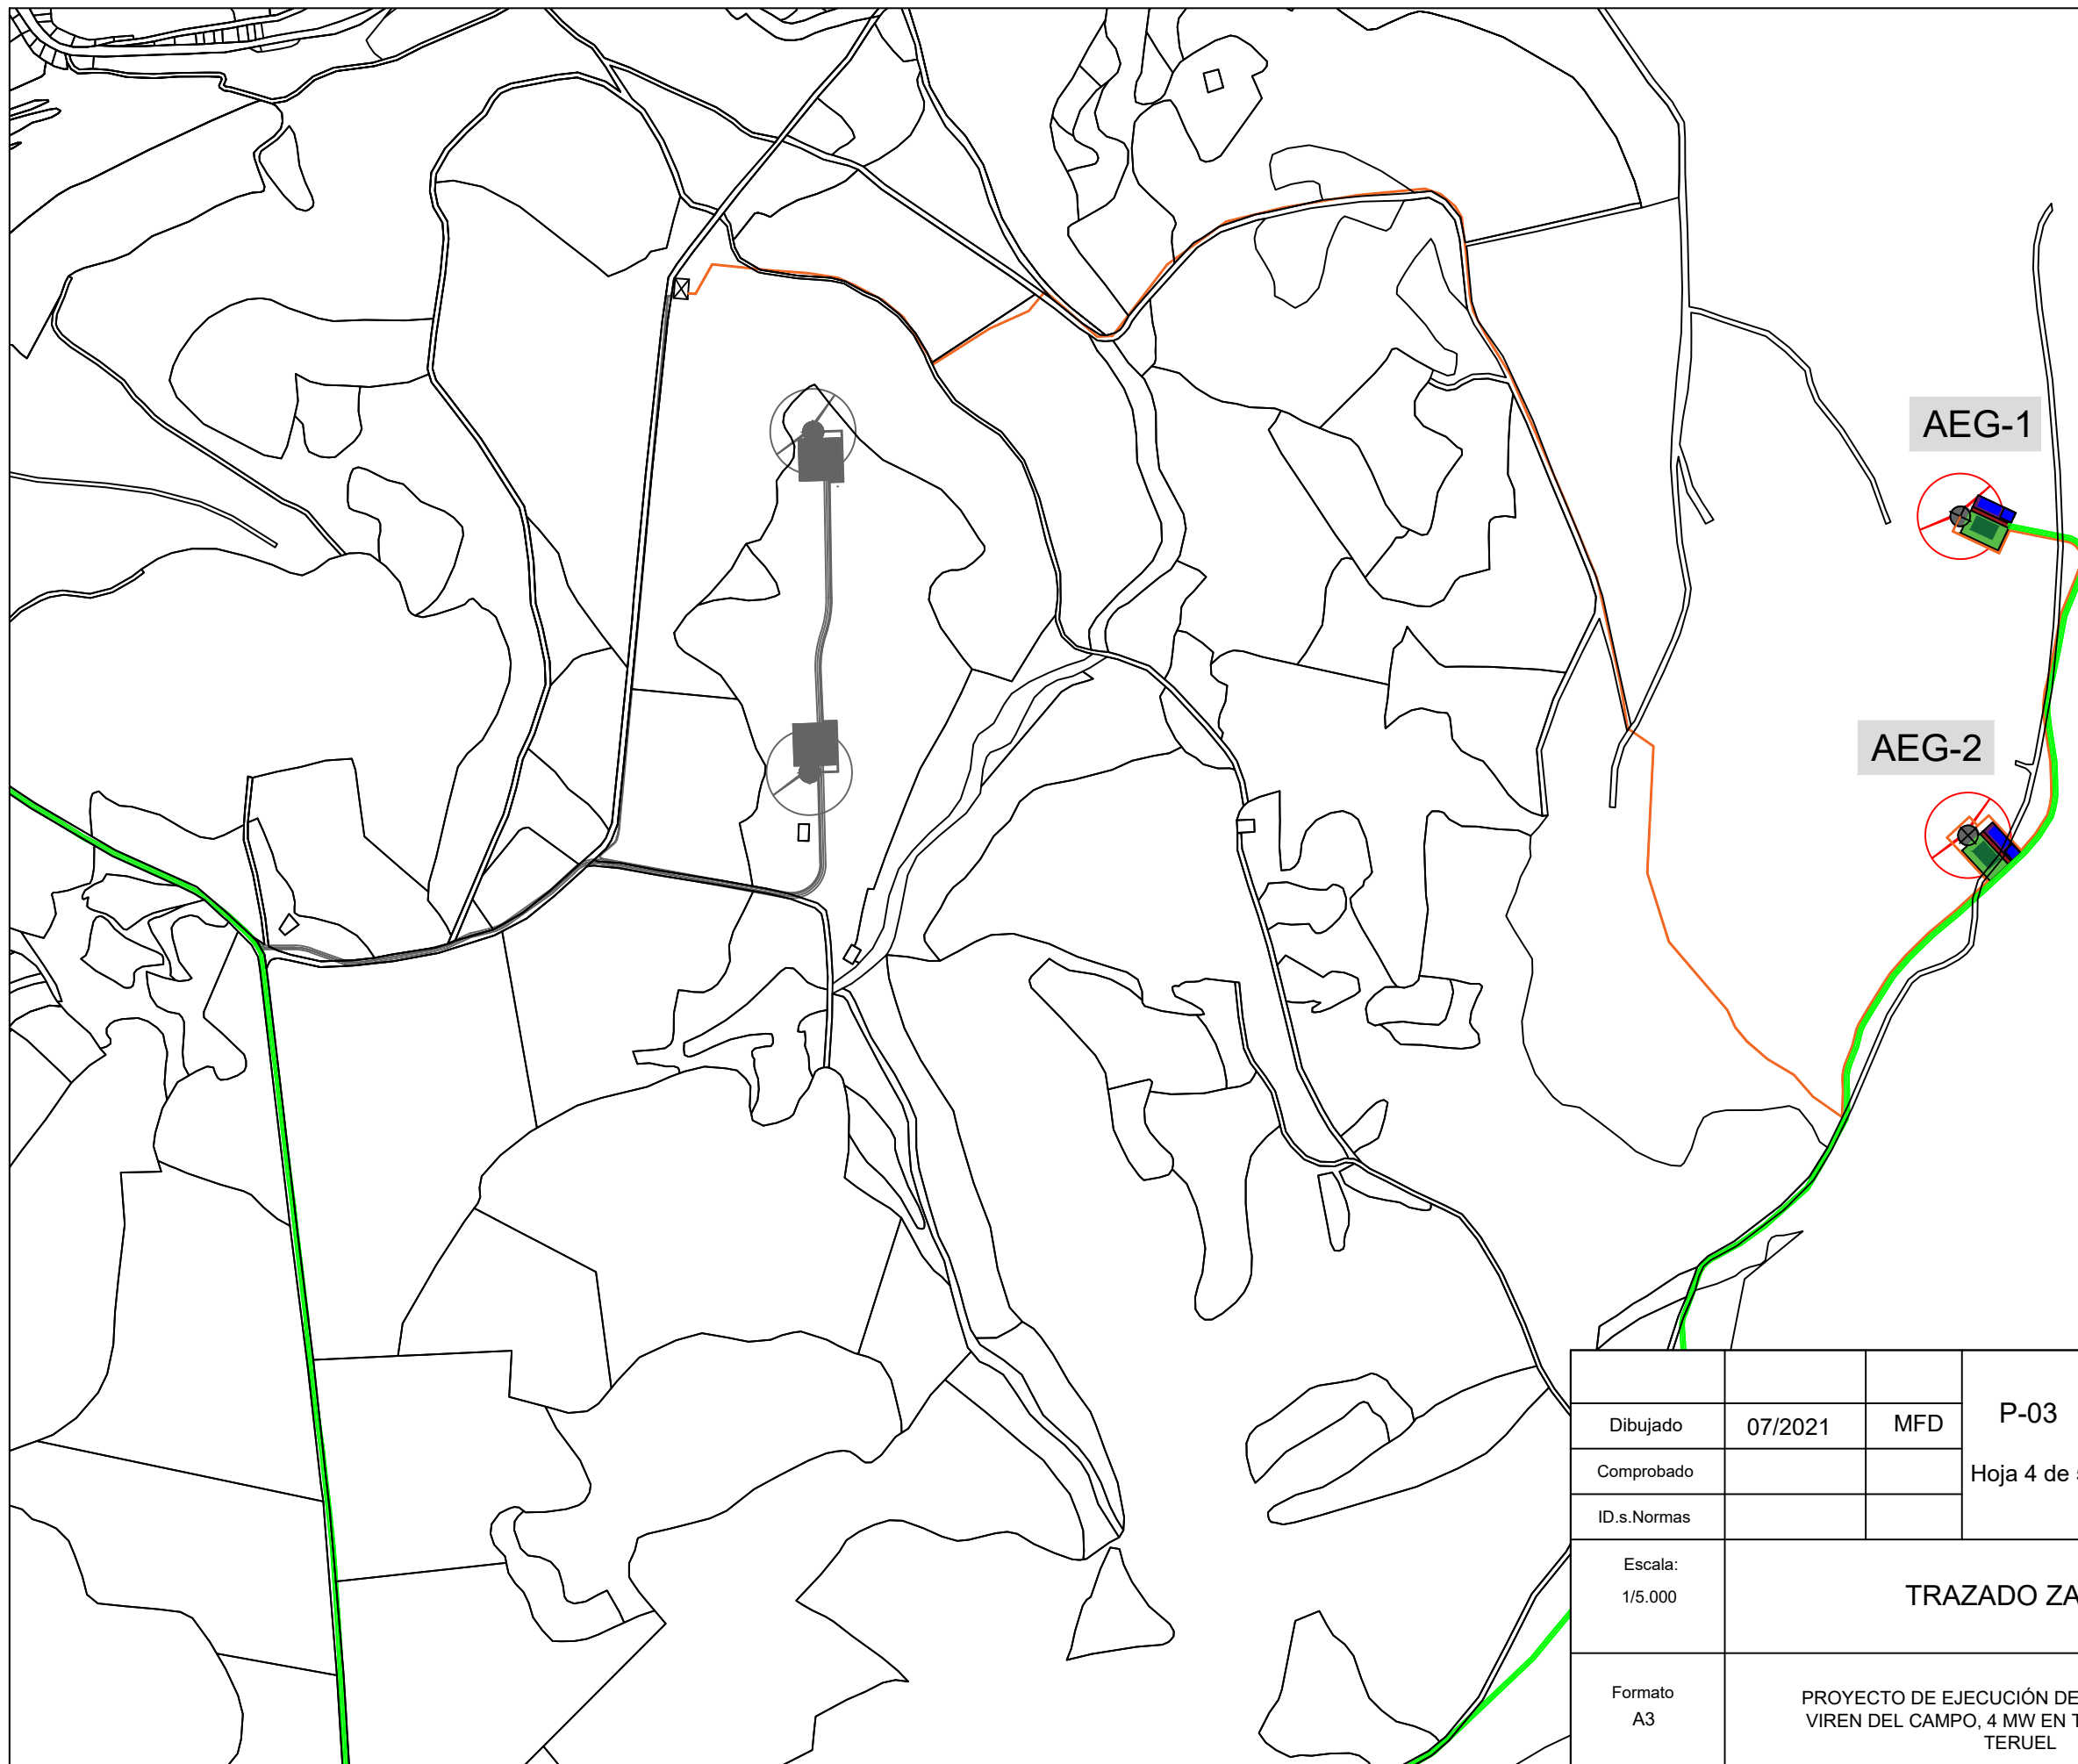 AEG-1
AEG-2
Dibujado 07/2021 MFD P-03
Comprobado
Hoja 4 de
ID.s.Normas
Escala:
1/5.000
TRAZADO
Formato
A3
PROYECTO DE EJECUCIÓN DE
VIREN DEL CAMPO, 4 MW EN
TERUEL